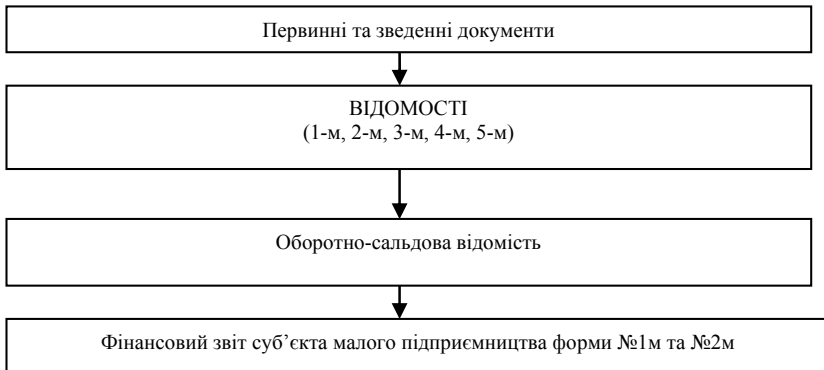 Первинні та зведенні документи
ВІДОМОСТІ
(1-м, 2-м, 3-м, 4-м, 5-м)
Оборотно-сальдова відомість
Фінансовий звіт суб’єкта малого підприємництва форми №1м та №2м